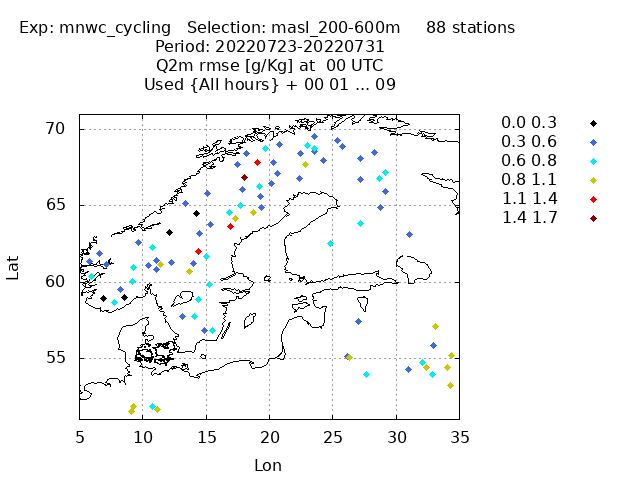 Exp: mnwc_cycling   Selection: masl_200-600m     88 stations
Period: 20220723-20220731
Q2m rmse [g/Kg] at  00 UTC
Used {All hours} + 00 01 ... 09
70
65
60
55
Lat
5 10 15 20 25 30 35
Lon
0.0 0.3
0.3 0.6
0.6 0.8
0.8 1.1
1.1 1.4
1.4 1.7